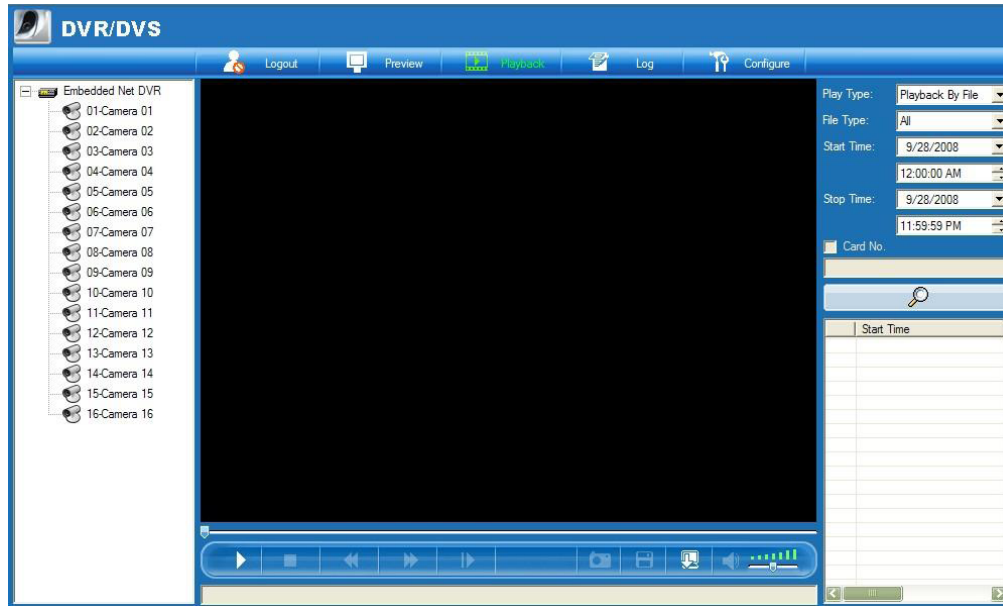 DVR/DVS
Logout Preview Playback Log Configure
Embedded Net DVR
01-Camera 01
02-Camera 02
03-Camera 03
04-Camera 04
05-Camera 05
06-Camera 06
07-Camera 07
08-Camera 08
09-Camera 09
10-Camera 10
11-Camera 11
12-Camera 12
13-Camera 13
14-Camera 14
15-Camera 15
16-Camera 16
Play Type: Playback By File
File Type: All
Start Time: 9/28/2008
12:00:00 AM
Stop Time: 9/28/2008
11:59:59 PM
Card No.
Start Time